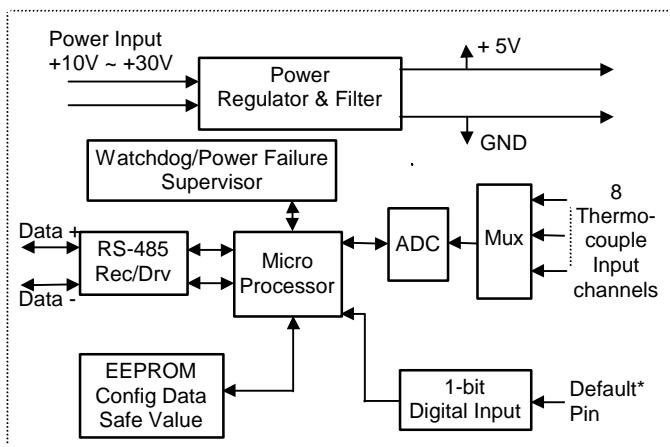 Power Input
+10V ~ +30V
Power
Regulator & Filter
+ 5V
GND
Watchdog/Power Failure
Supervisor
Data +
Data -
RS-485
Rec/Drv
Micro
Processor
ADC
Mux
8
Thermo-
couple
Input
channels
EEPROM
Config Data
Safe Value
1-bit
Digital Input
Default*
Pin